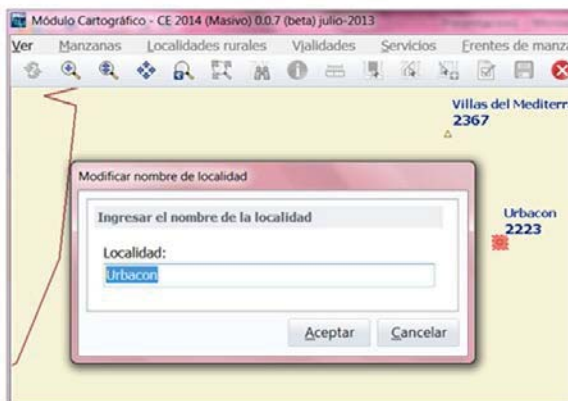 Módulo Cartográfico - CE 2014 (Masivo) 0.0.7 (beta) julio-2013
Ver Manzanas Localidades rurales Vialidades Servicios Frentes de manza
Villas del Mediterr
2367
Modificar nombre de localidad
Ingresar el nombre de la localidad
Urbacon
2223
Localidad:
Urbacon
Aceptar Cancelar